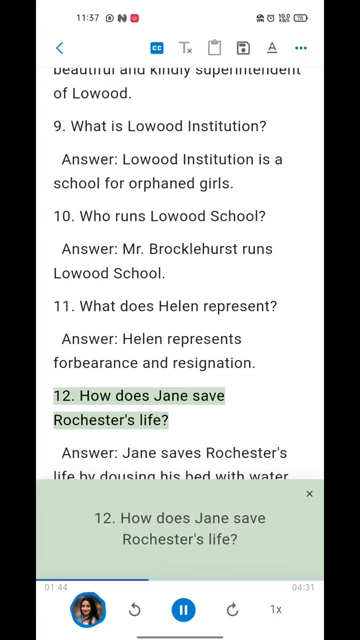 11:37
beautiful and kindly superintendent
of Lowood.
9. What is Lowood Institution?
Answer: Lowood Institution is a
school for orphaned girls.
10. Who runs Lowood School?
Answer: Mr. Brocklehurst runs
Lowood School.
11. What does Helen represent?
Answer: Helen represents
forbearance and resignation.
12. How does Jane save
Rochester's life?
Answer: Jane saves Rochester's
life by dousing his bed with water
12. How does Jane save
Rochester's life?
01:44
04:31
1x